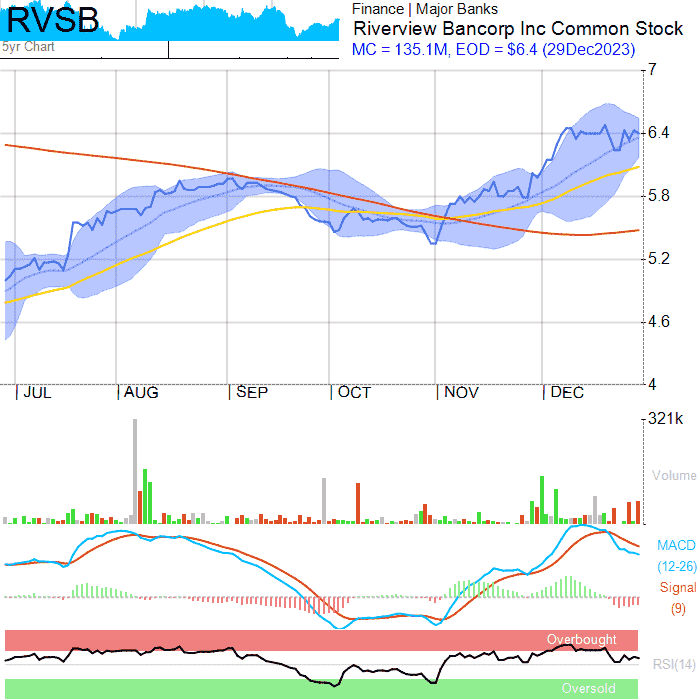 RVSB
5yr Chart
Finance | Major Banks
Riverview Bancorp Inc Common Stock
MC = 135.1M, EOD = $6.4 (29Dec2023)
7
6.4
5.8
5.2
4.6
4
JUL AUG SEP OCT NOV DEC
321k
Volume
MACD
(12-26)
Signal
(9)
Overbought
RSI(14)
Oversold